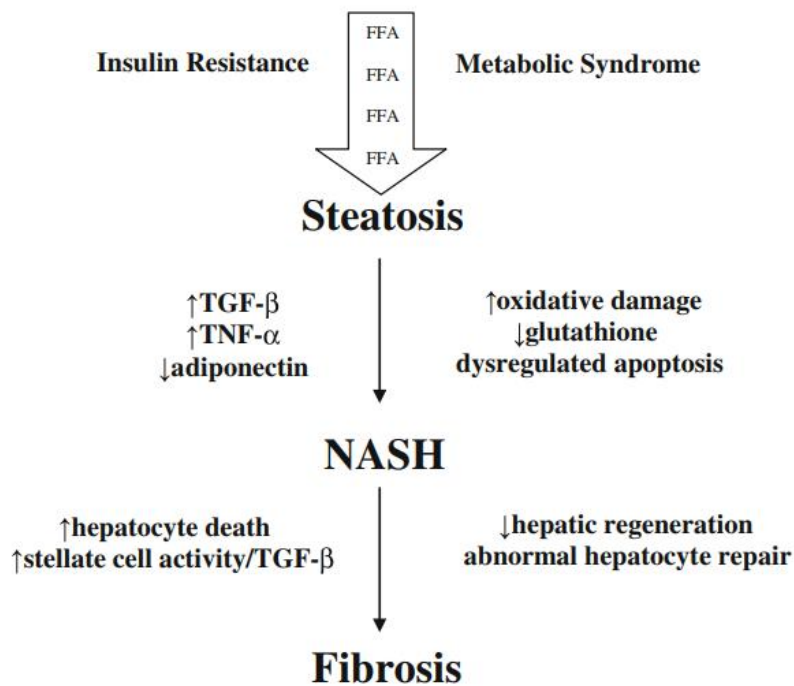 FFA
Insulin Resistance
FFA
Metabolic Syndrome
FFA
FFA
Steatosis
↑TGF-β
↑TNF-α
↓adiponectin
↑oxidative damage
↓glutathione
dysregulated apoptosis
NASH
↑hepatocyte death
↑stellate cell activity/TGF-β
↓hepatic regeneration
abnormal hepatocyte repair
Fibrosis